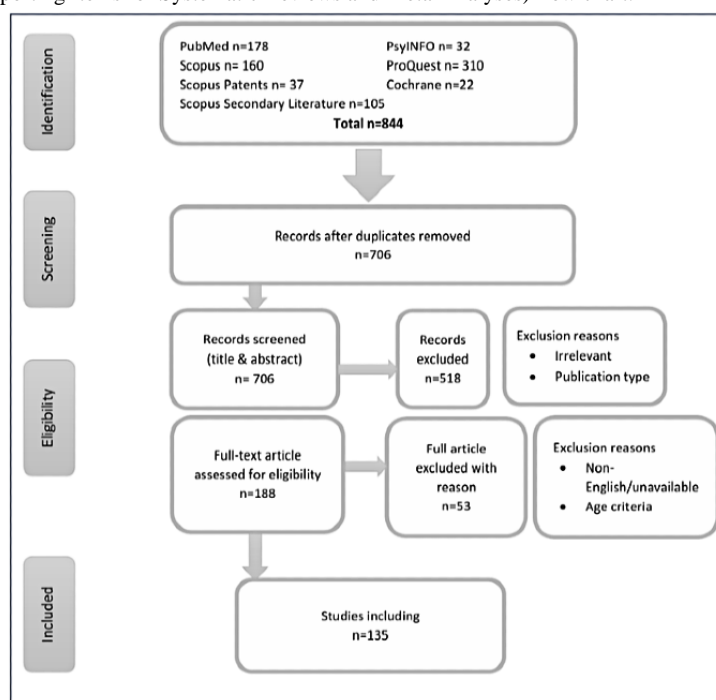 Identification
PubMed n=178 PsyINFO n= 32
Scopus n= 160 ProQuest n= 310
Scopus Patents n= 37 Cochrane n=22
Scopus Secondary Literature n=105
Total n=844
Screening
Records after duplicates removed
n=706
Eligibility
Records screened
(title & abstract)
n= 706
Records
excluded
n=518
Exclusion reasons
• Irrelevant
• Publication type
Full-text article
assessed for eligibility
n=188
Full article
excluded with
reason
n=53
Exclusion reasons
• Non-
English/unavailable
• Age criteria
Included
Studies including
n=135